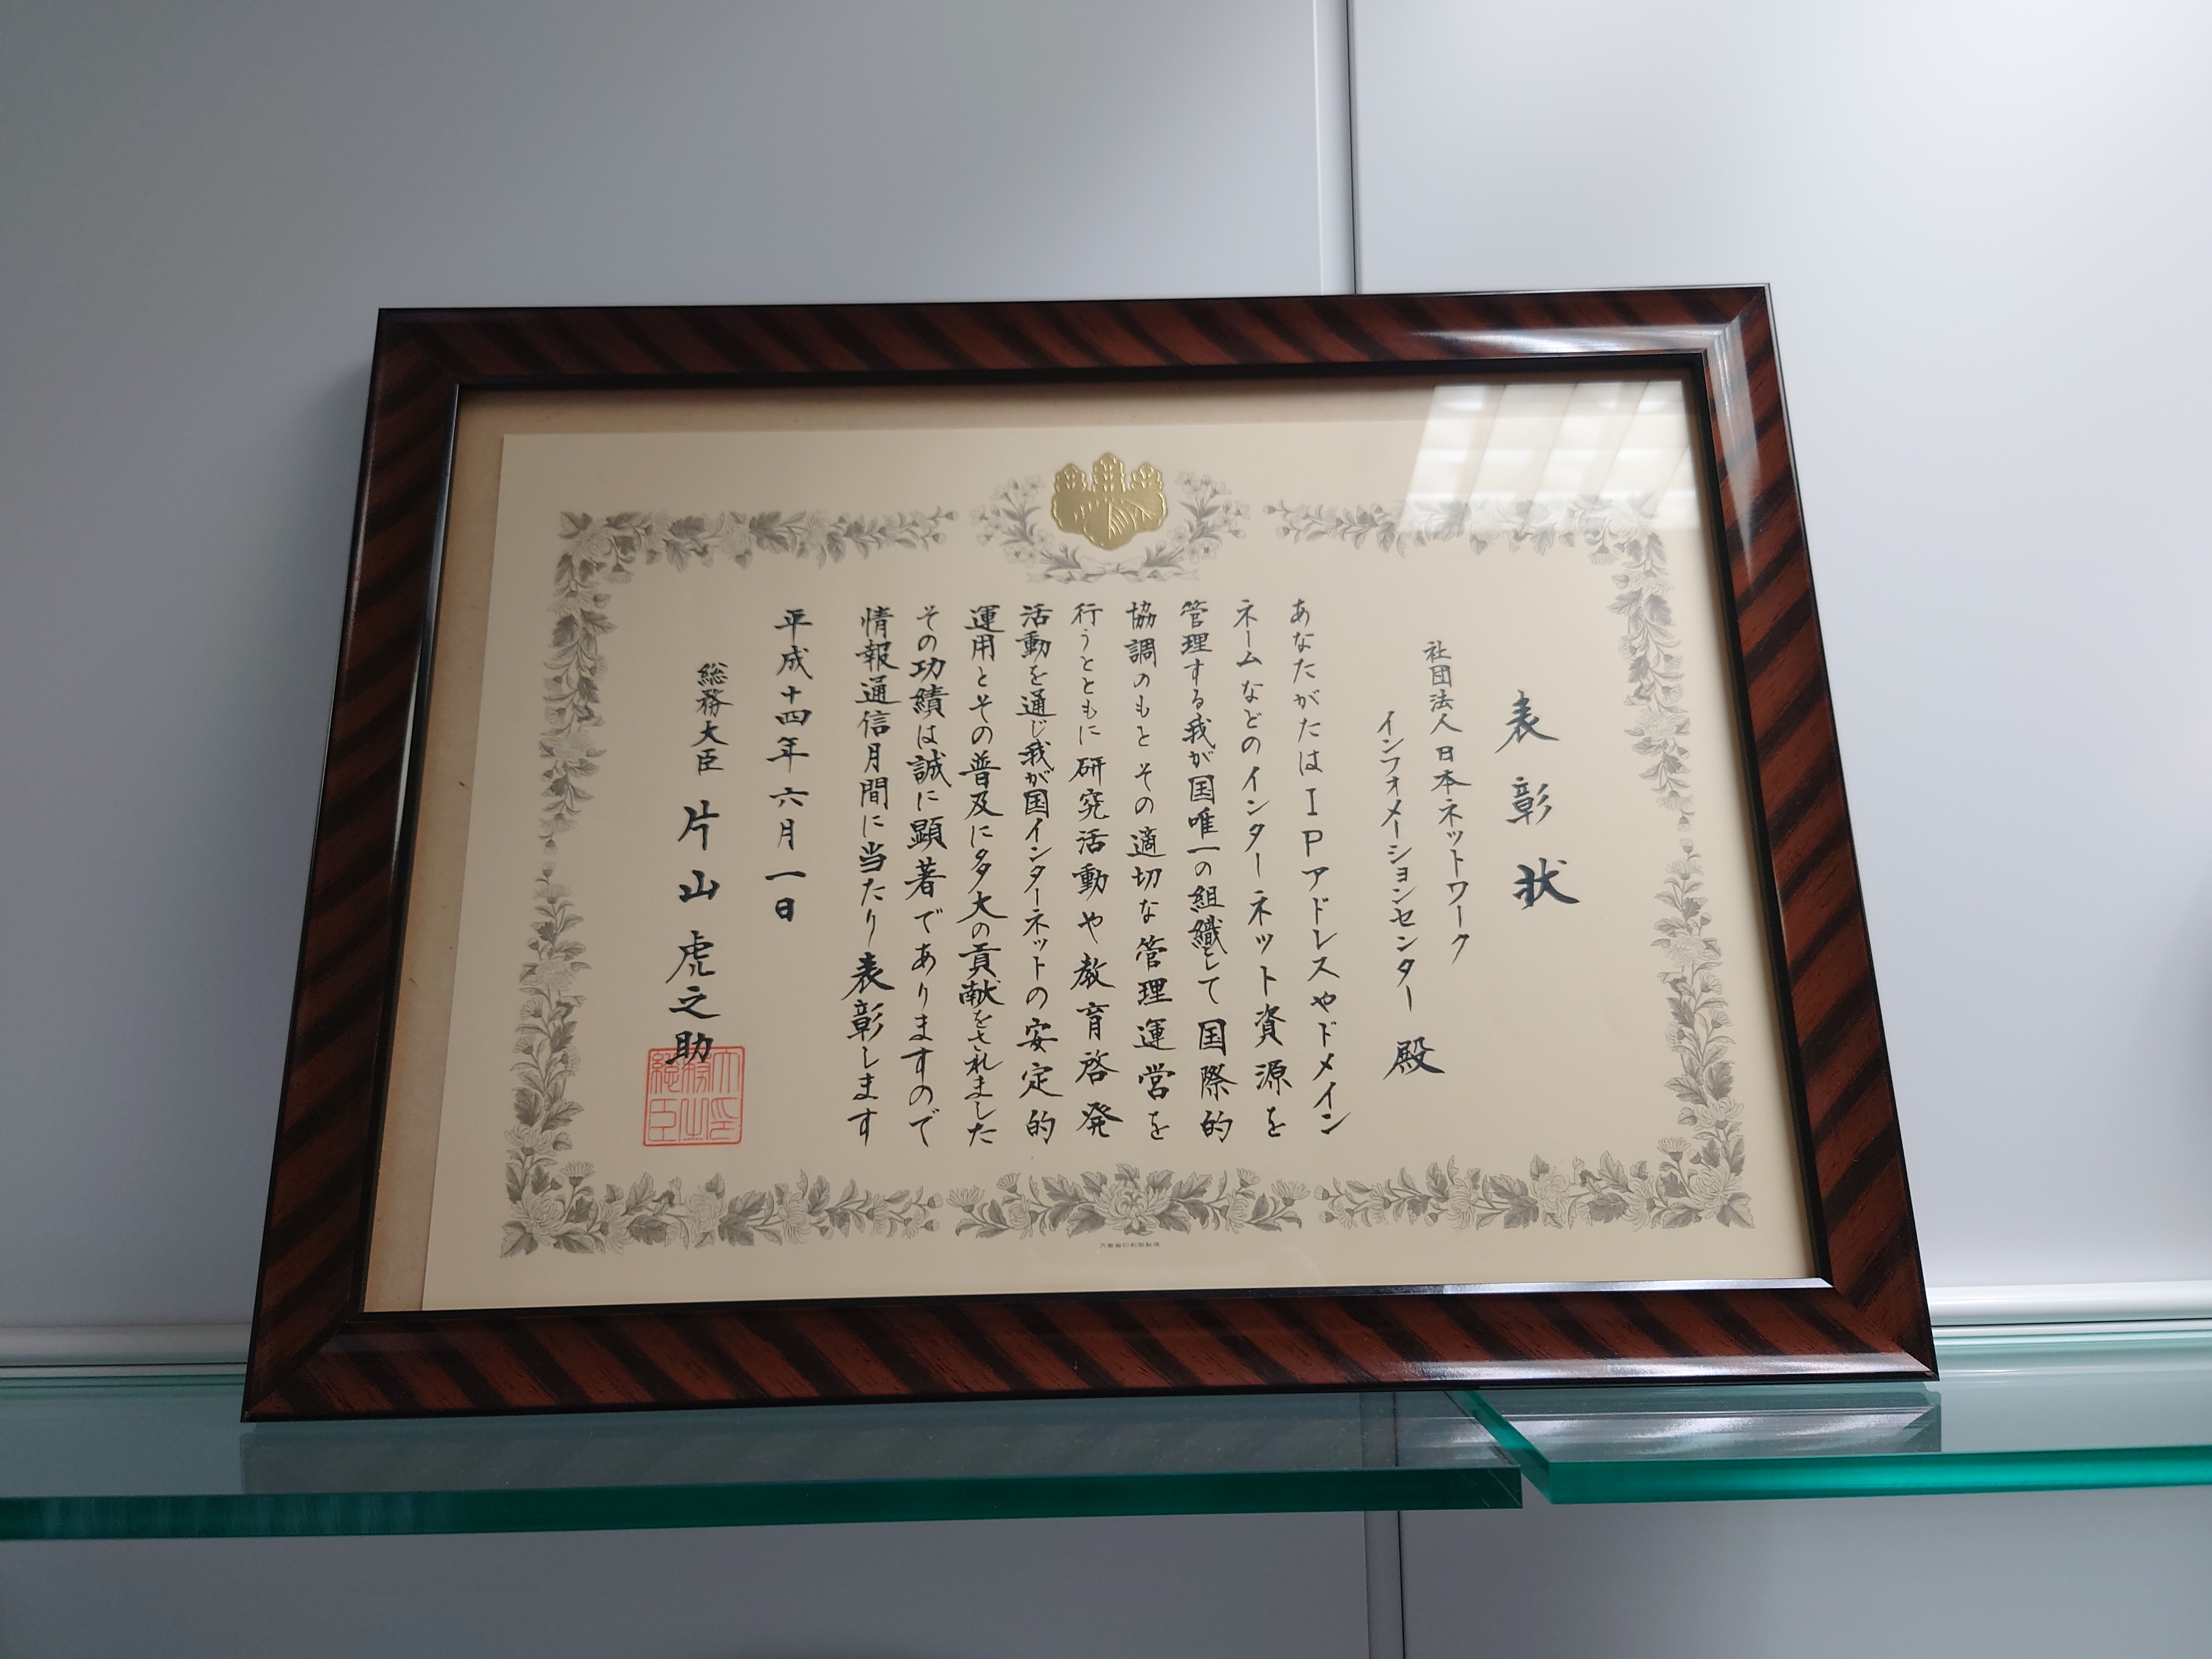 表彰状
社団法人日本ネットワーク
インフォメーションセンター 殿
あなたがたはIPアドレスやドメイン
ネームなどのインターネット資源を
管理する我が国唯一の組織として国際的
協調のもとその適切な管理運営を
行うとともに研究活動や教育啓発
活動を通じ我が国インターネットの安定的
運用とその普及に多大の貢献をされました
その功績は誠に顕著でありますので
情報通信月間に当たり表彰します
平成十四年六月一日
総務大臣 片山虎之助